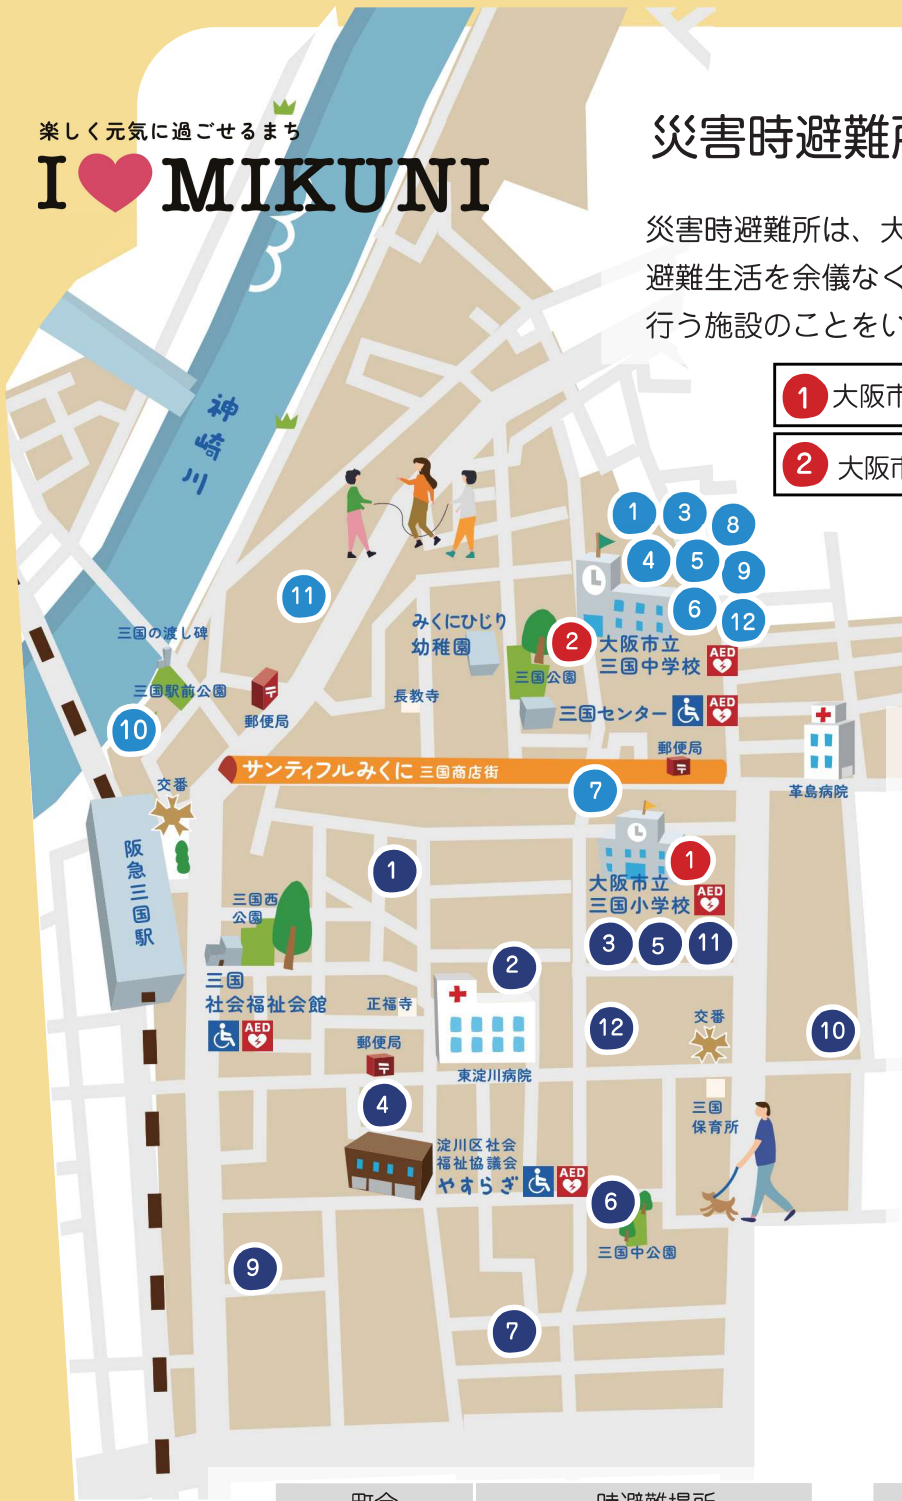 楽しく元気に過ごせるまち
I ♥ MIKUNI
災害時避難所
災害時避難所は、大
避難生活を余儀なく
行う施設のことをい
1 大阪市
2 大阪市
神崎川
1 3 8
4 5 9
6 12
11
みくにひじり
幼稚園
2
大阪市立
三国中学校
AED
三国の渡し碑
三国公園
三国駅前公園
長教寺
郵便局
三国センター
AED
10
郵便局
サンティフルみくに 三国商店街
交番
7
革島病院
阪急三国駅
1
1
大阪市立
三国小学校
AED
三国西
公園
3 5 11
2
三国
社会福祉会館
AED
正福寺
12
交番
10
郵便局
東淀川病院
4
三国
保育所
淀川区社会
福祉協議会
やすらぎ
AED
6
三国中公園
9
7
町会
時避難場所